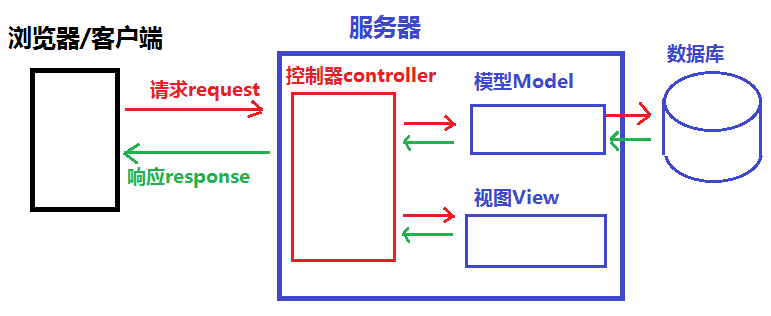 服务器
浏览器/客户端
数据库
控制器controller
模型Model
请求request
响应response
视图View